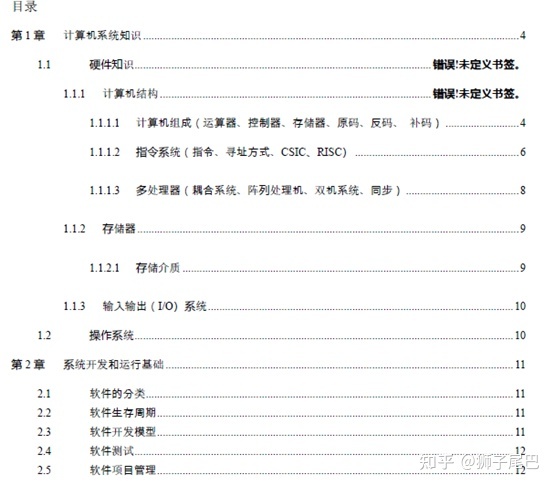 目录
第 1 章 计算机系统知识........4
1.1 硬件知识........错误!未定义书签。
1.1.1 计算机结构........错误!未定义书签。
1.1.1.1 计算机组成（运算器、控制器、存储器、原码、反码、 补码）........4
1.1.1.2 指令系统（指令、寻址方式、CSIC、RISC）........6
1.1.1.3 多处理器（耦合系统、阵列处理机、双机系统、同步）........8
1.1.2 存储器........9
1.1.2.1 存储介质........9
1.1.3 输入输出（I/O）系统........10
1.2 操作系统........10
第 2 章 系统开发和运行基础........11
2.1 软件的分类........11
2.2 软件生存周期........11
2.3 软件开发模型........11
2.4 软件测试........12
2.5 软件项目管理........12
知乎 @狮子尾巴